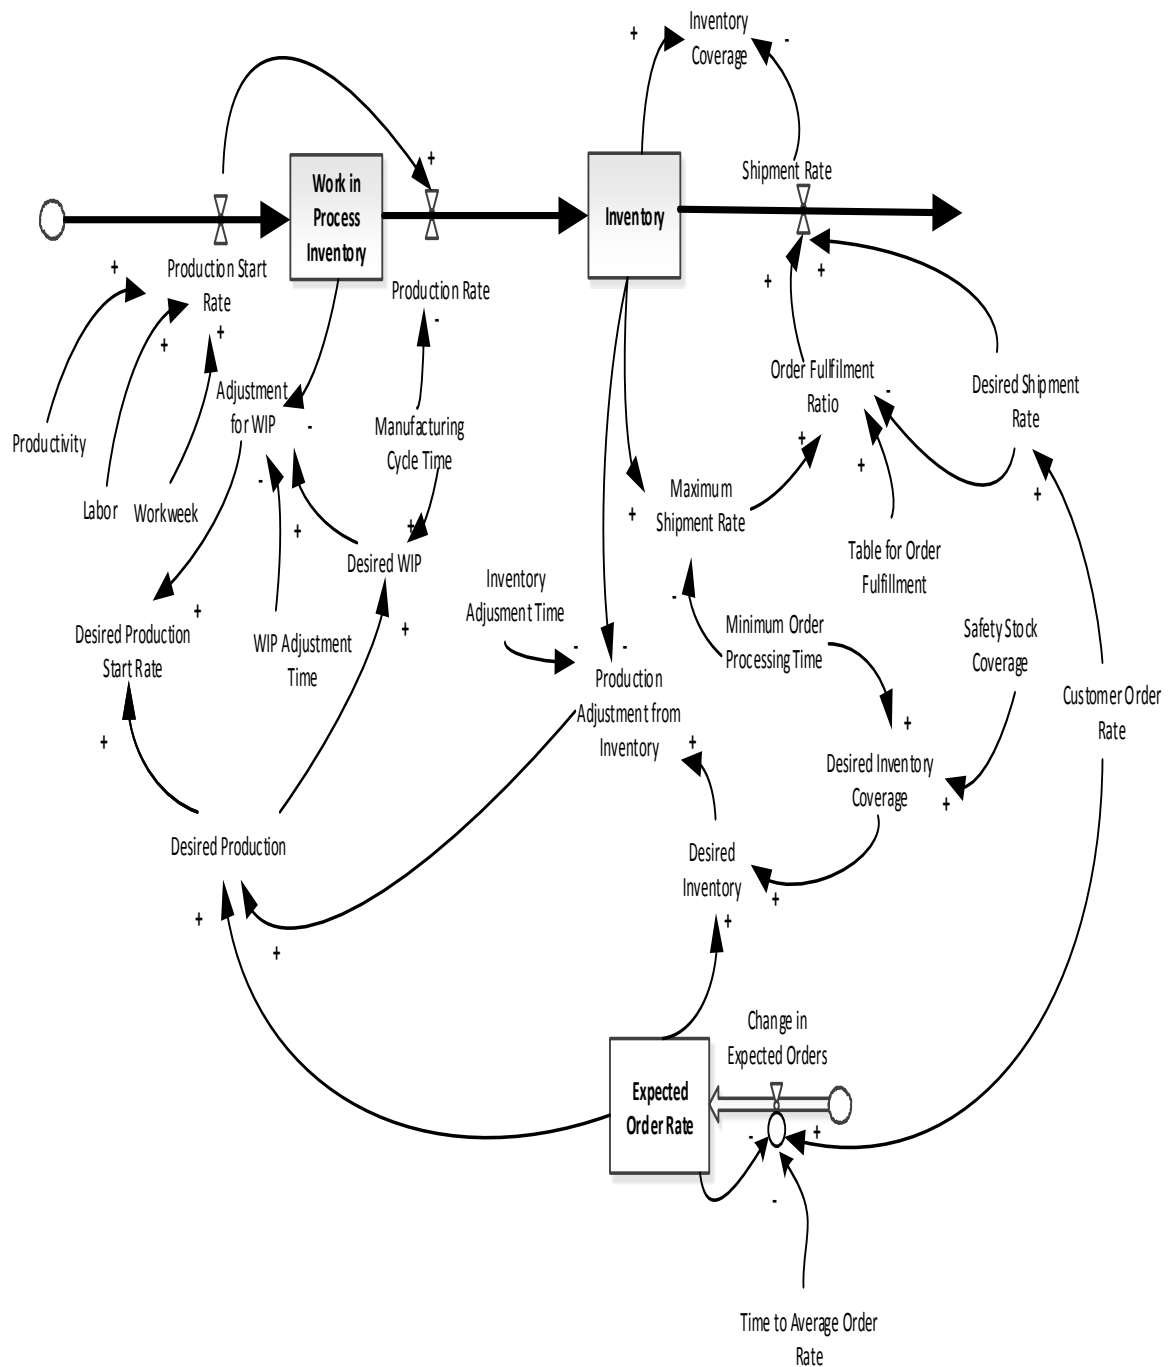 Inventory
Coverage
+
-
Shipment Rate
+
Work in
Process
Inventory
Inventory
Production Start
Rate
+
Production Rate
+
+
-
+
+
+
Adjustment
for WIP
-
Manufacturing
Cycle Time
Order Fullfilment
Ratio
-
Desired Shipment
Rate
Productivity
Labor
Workweek
-
+
+
+
+
+
+
Maximum
Shipment Rate
Desired WIP
Table for Order
Fulfillment
Inventory
Adjusment Time
-
+
+
Desired Production
Start Rate
WIP Adjustment
Time
Minimum Order
Processing Time
Safety Stock
Coverage
-
-
Production
Adjustment from
Inventory
Customer Order
Rate
+
+
+
Desired Inventory
Coverage
+
Desired Production
Desired
Inventory
+
+
+
+
Change in
Expected Orders
Expected
Order Rate
-
+
-
Time to Average Order
Rate